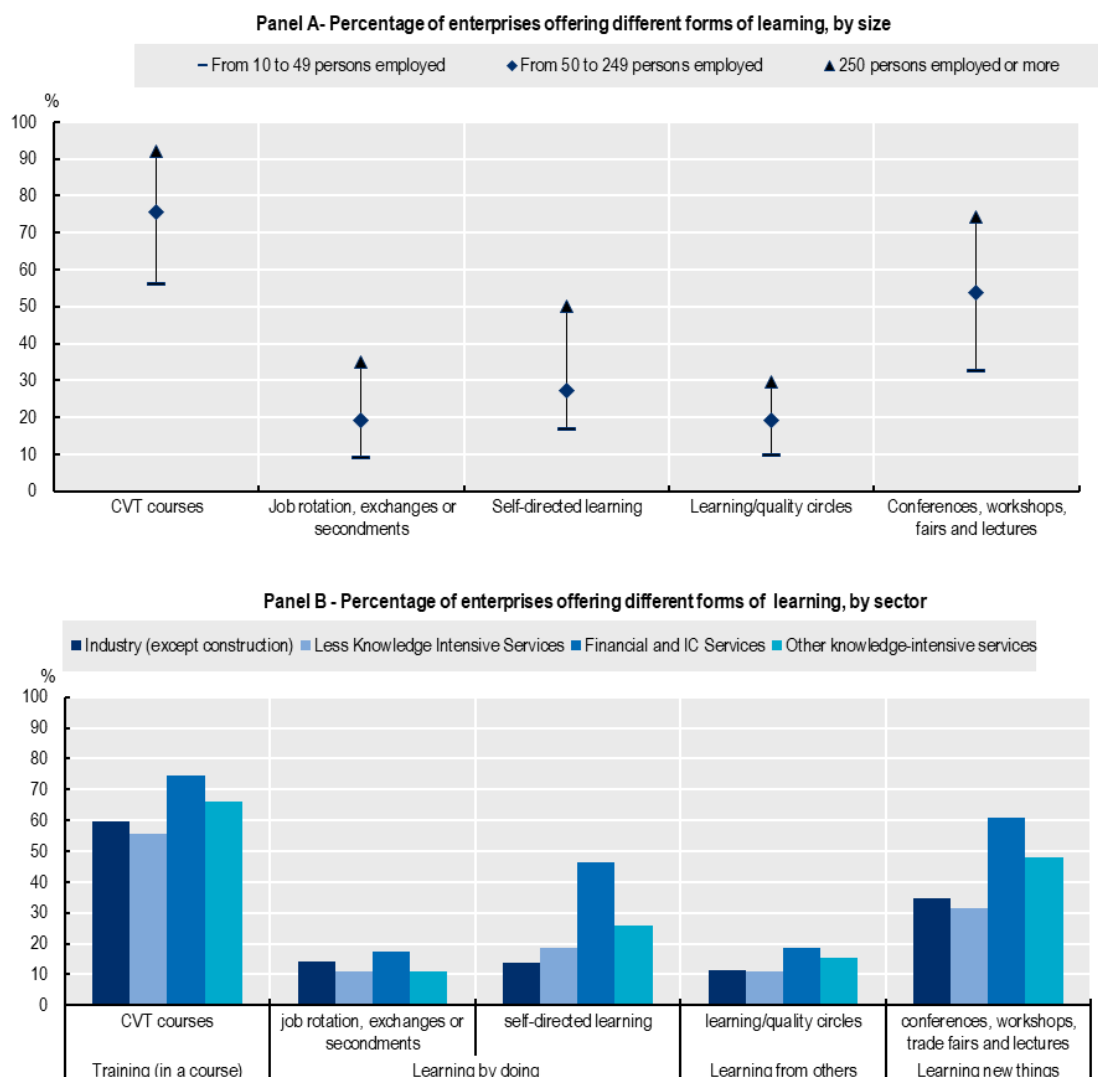 Panel A- Percentage of enterprises offering different forms of learning, by size
From 10 to 49 persons employed From 50 to 249 persons employed 250 persons employed or more
%
100
90
80
70
60
50
40
30
20
10
0
CVT courses Job rotation, exchanges or Self-directed learning Learning/quality circles Conferences, workshops,
secondments fairs and lectures
Panel B - Percentage of enterprises offering different forms of learning, by sector
Industry (except construction) Less Knowledge Intensive Services Financial and IC Services Other knowledge-intensive services
%
100
90
80
70
60
50
40
30
20
10
0
CVT courses job rotation, exchanges or self-directed learning learning/quality circles conferences, workshops,
secondments trade fairs and lectures
Training (in a course) Learning by doing Learning from others Learning new things